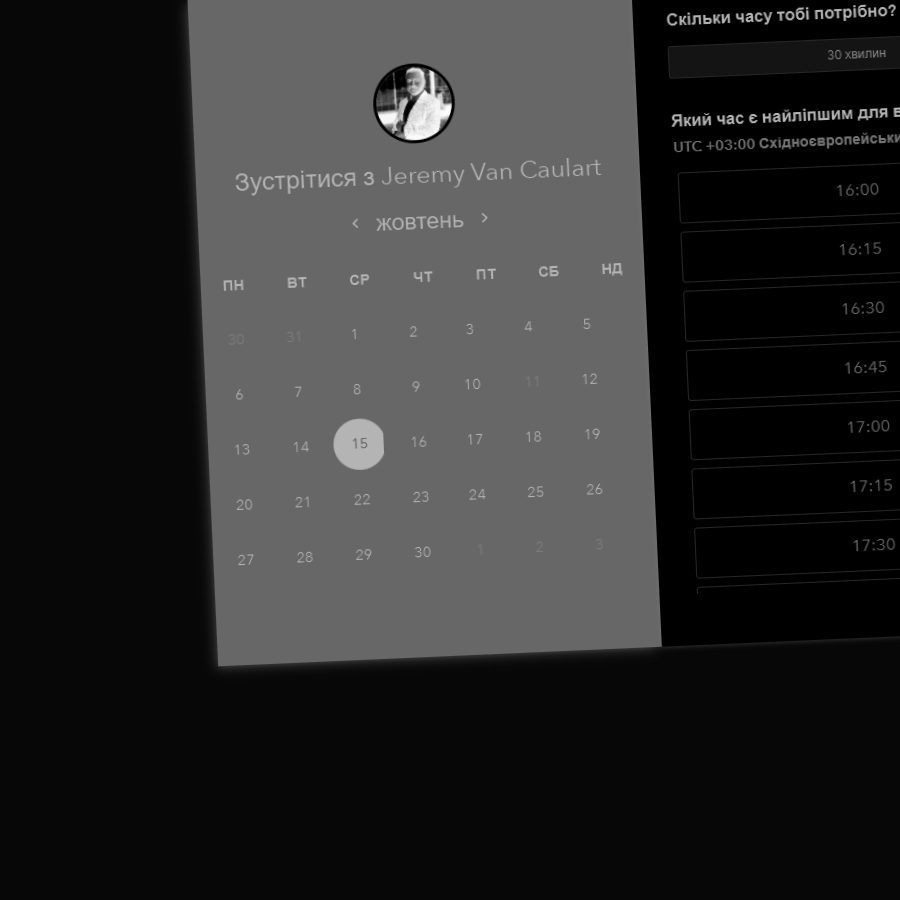 Зустрітися з Jeremy Van Caulart
жовтень
ПН ВТ СР ЧТ ПТ СБ НД
30 31 1 2 3 4 5
6 7 8 9 10 11 12
13 14 15 16 17 18 19
20 21 22 23 24 25 26
27 28 29 30 1 2 3
Скільки часу тобі потрібно?
30 хвилин
Який час є найліпшим для
UTC +03:00
16:00
16:15
16:30
16:45
17:00
17:15
17:30